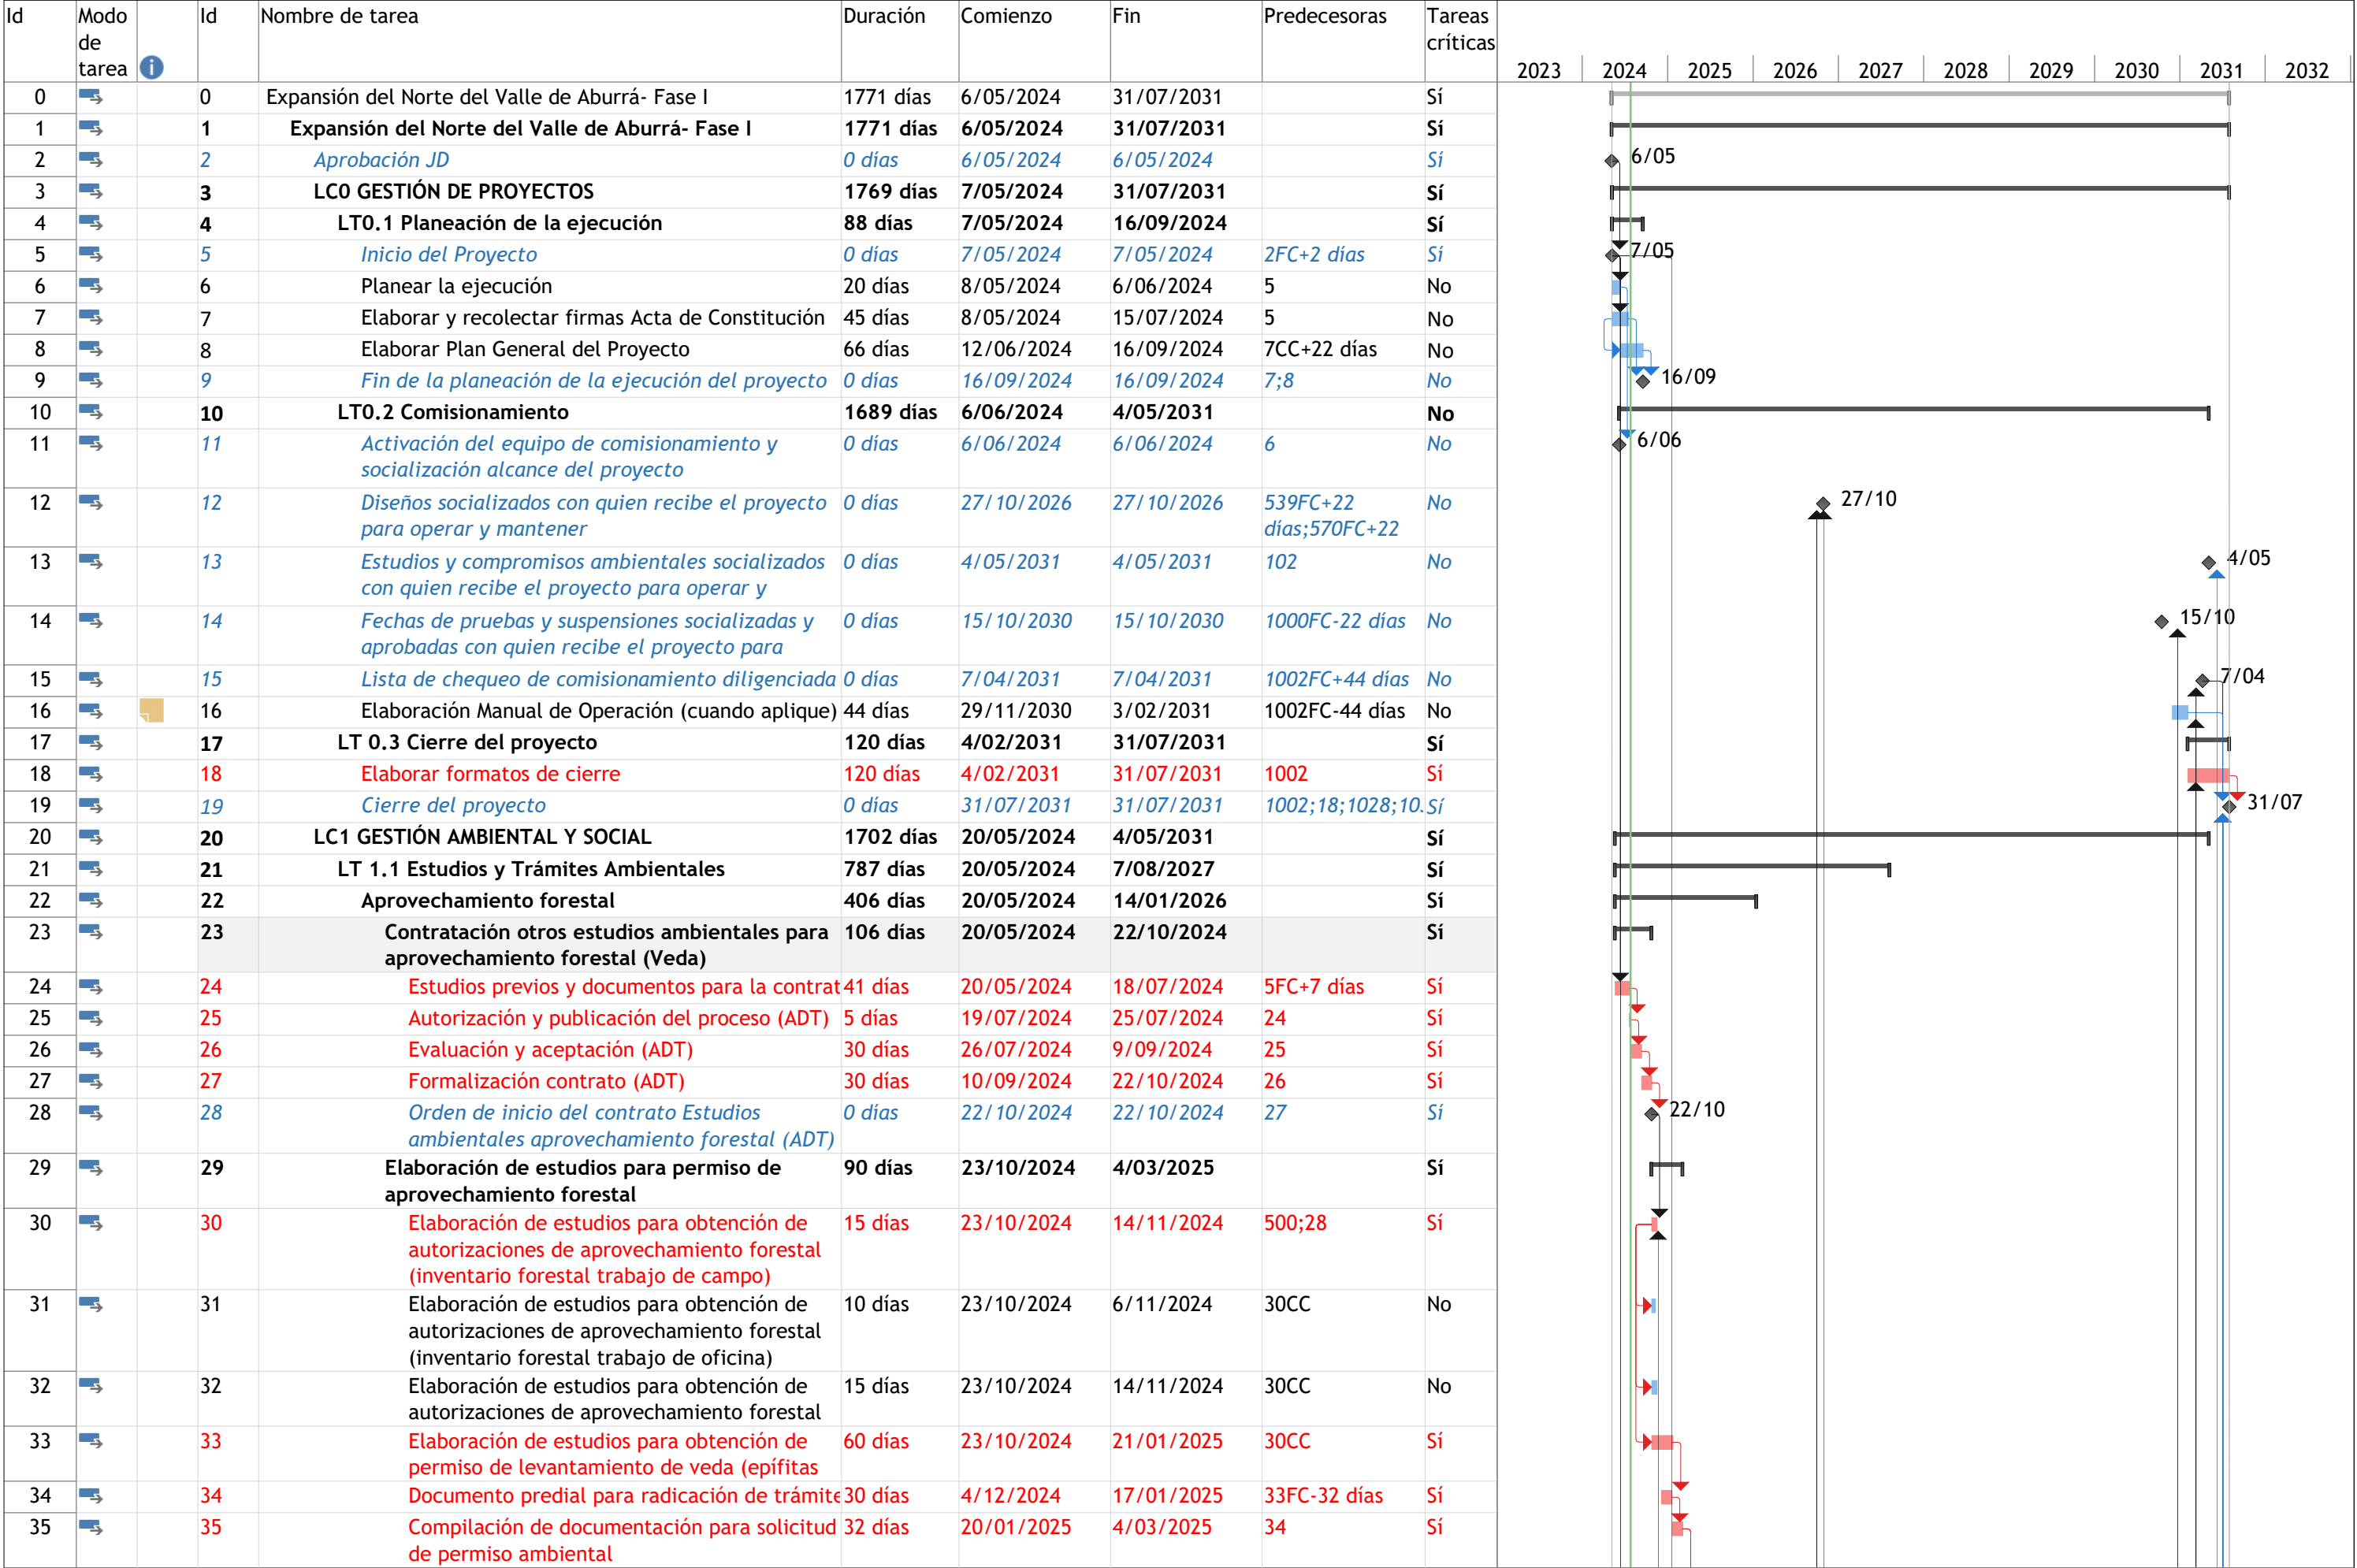 Id Modo de tarea Id Nombre de tarea Duración Comienzo Fin Predecesoras Tareas críticas
2023 2024 2025 2026 2027 2028 2029 2030 2031 2032
0 0 Expansión del Norte del Valle de Aburrá- Fase I 1771 días 6/05/2024 31/07/2031 Sí
1 1 Expansión del Norte del Valle de Aburrá- Fase I 1771 días 6/05/2024 31/07/2031 Sí
2 2 Aprobación JD 0 días 6/05/2024 6/05/2024 Sí 6/05
3 3 LC0 GESTIÓN DE PROYECTOS 1769 días 7/05/2024 31/07/2031 Sí
4 4 LT0.1 Planeación de la ejecución 88 días 7/05/2024 16/09/2024 Sí
5 5 Inicio del Proyecto 0 días 7/05/2024 7/05/2024 2FC+2 días Sí 7/05
6 6 Planear la ejecución 20 días 8/05/2024 6/06/2024 5 No
7 7 Elaborar y recolectar firmas Acta de Constitución 45 días 8/05/2024 15/07/2024 5 No
8 8 Elaborar Plan General del Proyecto 66 días 12/06/2024 16/09/2024 7CC+22 días No
9 9 Fin de la planeación de la ejecución del proyecto 0 días 16/09/2024 16/09/2024 7;8 No 16/09
10 10 LT0.2 Comisionamiento 1689 días 6/06/2024 4/05/2031 No
11 11 Activación del equipo de comisionamiento y 0 días 6/06/2024 6/06/2024 6 No 6/06
socialización alcance del proyecto
12 12 Diseños socializados con quien recibe el proyecto 0 días 27/10/2026 27/10/2026 539FC+22 No 27/10
para operar y mantener días;570FC+22
13 13 Estudios y compromisos ambientales socializados 0 días 4/05/2031 4/05/2031 102 No 4/05
con quien recibe el proyecto para operar y
14 14 Fechas de pruebas y suspensiones socializadas y 0 días 15/10/2030 15/10/2030 1000FC-22 días No 15/10
aprobadas con quien recibe el proyecto para
15 15 Lista de chequeo de comisionamiento diligenciada 0 días 7/04/2031 7/04/2031 1002FC+44 días No 7/04
16 16 Elaboración Manual de Operación (cuando aplique) 44 días 29/11/2030 3/02/2031 1002FC-44 días No
17 17 LT 0.3 Cierre del proyecto 120 días 4/02/2031 31/07/2031 Sí
18 18 Elaborar formatos de cierre 120 días 4/02/2031 31/07/2031 1002 Sí
19 19 Cierre del proyecto 0 días 31/07/2031 31/07/2031 1002;18;1028;10. Sí 31/07
20 20 LC1 GESTIÓN AMBIENTAL Y SOCIAL 1702 días 20/05/2024 4/05/2031 Sí
21 21 LT 1.1 Estudios y Trámites Ambientales 787 días 20/05/2024 7/08/2027 Sí
22 22 Aprovechamiento forestal 406 días 20/05/2024 14/01/2026 Sí
23 23 Contratación otros estudios ambientales para 106 días 20/05/2024 22/10/2024 Sí
aprovechamiento forestal (Veda)
24 24 Estudios previos y documentos para la contrat 41 días 20/05/2024 18/07/2024 5FC+7 días Sí
25 25 Autorización y publicación del proceso (ADT) 5 días 19/07/2024 25/07/2024 24 Sí
26 26 Evaluación y aceptación (ADT) 30 días 26/07/2024 9/09/2024 25 Sí
27 27 Formalización contrato (ADT) 30 días 10/09/2024 22/10/2024 26 Sí
28 28 Orden de inicio del contrato Estudios 0 días 22/10/2024 22/10/2024 27 Sí 22/10
ambientales aprovechamiento forestal (ADT)
29 29 Elaboración de estudios para permiso de 90 días 23/10/2024 4/03/2025 Sí
aprovechamiento forestal
30 30 Elaboración de estudios para obtención de 15 días 23/10/2024 14/11/2024 500;28 Sí
autorizaciones de aprovechamiento forestal
(inventario forestal trabajo de campo)
31 31 Elaboración de estudios para obtención de 10 días 23/10/2024 6/11/2024 30CC No
autorizaciones de aprovechamiento forestal
(inventario forestal trabajo de oficina)
32 32 Elaboración de estudios para obtención de 15 días 23/10/2024 14/11/2024 30CC No
autorizaciones de aprovechamiento forestal
33 33 Elaboración de estudios para obtención de 60 días 23/10/2024 21/01/2025 30CC Sí
permiso de levantamiento de veda (epífitas
34 34 Documento predial para radicación de trámite 30 días 4/12/2024 17/01/2025 33FC-32 días Sí
35 35 Compilación de documentación para solicitud 32 días 20/01/2025 4/03/2025 34 Sí
de permiso ambiental